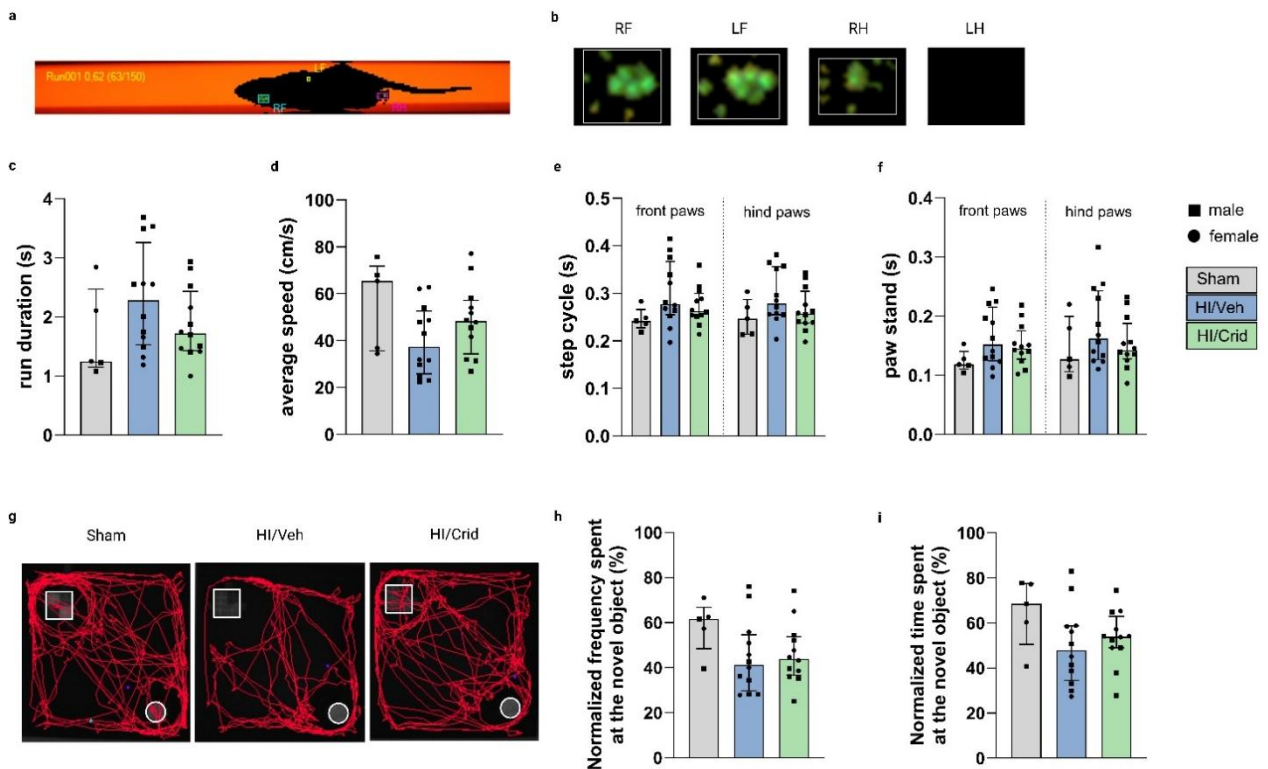 a
Run001 0.62 (63/150)
LF
RF
RH
b
RF LF RH LH
c
run duration (s)
4
3
2
1
0
d
average speed (cm/s)
100
80
60
40
20
0
e
step cycle (s)
0.5
0.4
0.3
0.2
0.1
0.0
front paws hind paws
f
paw stand (s)
0.4
0.3
0.2
0.1
0.0
front paws hind paws
male
female
Sham
HI/Veh
HI/Crid
g
Sham HI/Veh HI/Crid
h
Normalized frequency spent
at the novel object (%)
100
80
60
40
20
0
i
Normalized time spent
at the novel object (%)
100
80
60
40
20
0